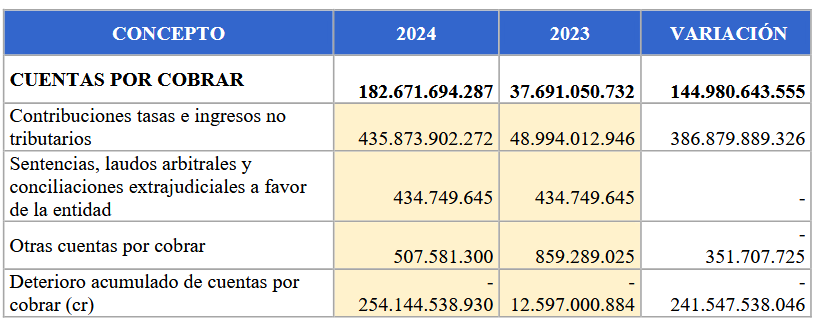 CONCEPTO 2024 2023 VARIACIÓN
CUENTAS POR COBRAR 182.671.694.287 37.691.050.732 144.980.643.555
Contribuciones tasas e ingresos no
tributarios 435.873.902.272 48.994.012.946 386.879.889.326
Sentencias, laudos arbitrales y
conciliaciones extrajudiciales a favor
de la entidad 434.749.645 434.749.645 -
-
Otras cuentas por cobrar 507.581.300 859.289.025 351.707.725
Deterioro acumulado de cuentas por - - -
cobrar (cr) 254.144.538.930 12.597.000.884 241.547.538.046